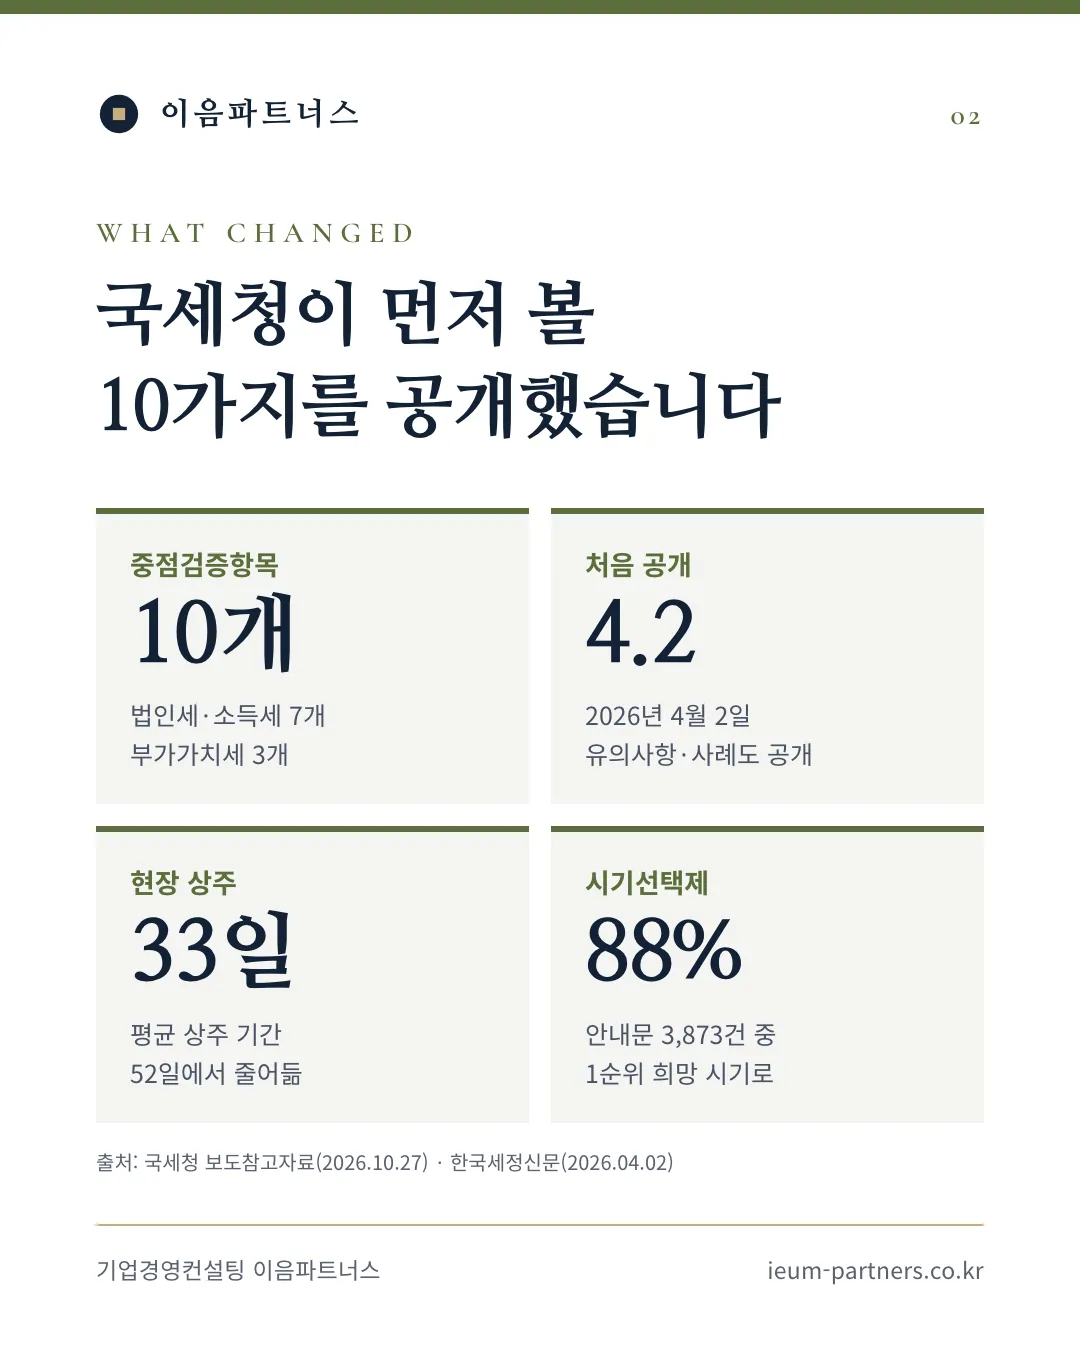 이음파트너스
02
WHAT CHANGED
국세청이 먼저 볼
10가지를 공개했습니다
중점검증항목
10개
법인세·소득세 7개
부가가치세 3개
처음 공개
4.2
2026년 4월 2일
유의사항·사례도 공개
현장 상주
33일
평균 상주 기간
52일에서 줄어듦
시기선택제
88%
안내문 3,873건 중
1순위 희망 시기로
출처: 국세청 보도참고자료(2026.10.27) · 한국세정신문(2026.04.02)
기업경영컨설팅 이음파트너스
ieum-partners.co.kr